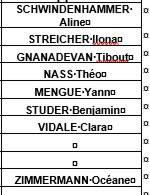 SCHWINDENHAMMER·
Aline¤
STREICHER·Ilona¤
GNANADEVAN·Tibout¤
NASS·Théo¤
MENGUE·Yann¤
STUDER·Benjamin¤
VIDALE·Clara¤
¤
¤
ZIMMERMANN·Océane¤